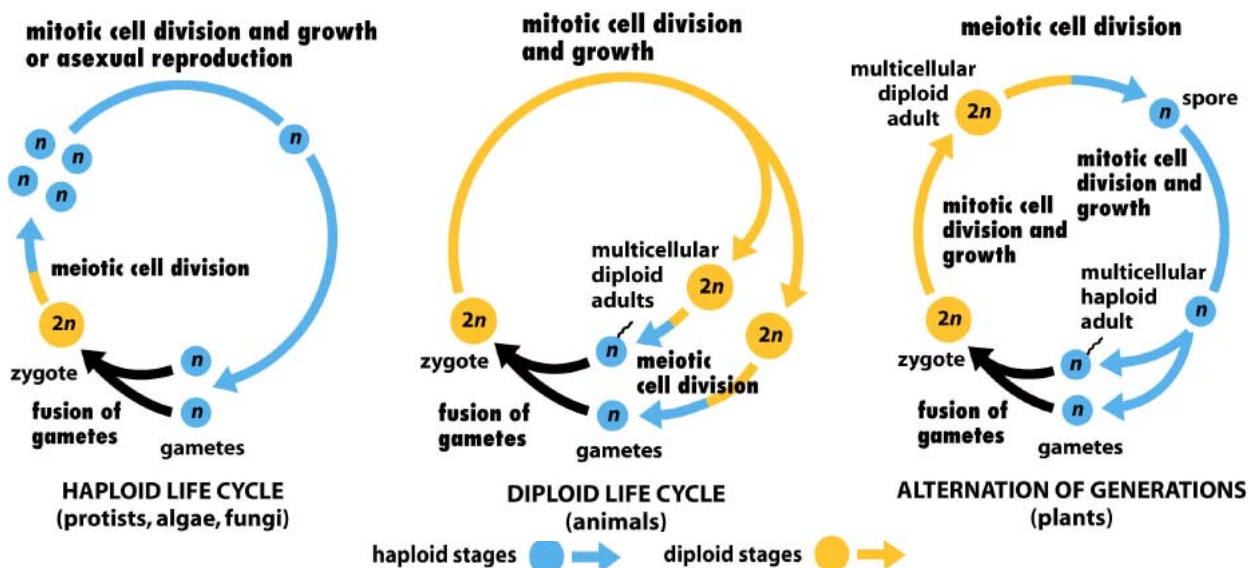 mitotic cell division and growth
or asexual reproduction
n
n
n
n
n
n
meiotic cell division
2n
zygote
n
fusion of
gametes
n
gametes
HAPLOID LIFE CYCLE
(protists, algae, fungi)
mitotic cell division
and growth
multicellular
diploid
adults
2n
2n
2n
zygote
n
meiotic
cell division
fusion of
gametes
n
gametes
DIPLOID LIFE CYCLE
(animals)
meiotic cell division
multicellular
diploid
adult
2n
n
spore
mitotic cell
division and
growth
mitotic cell
division and
growth
multicellular
haploid
adult
2n
n
zygote
n
fusion of
gametes
n
gametes
ALTERNATION OF GENERATIONS
(plants)
haploid stages
diploid stages